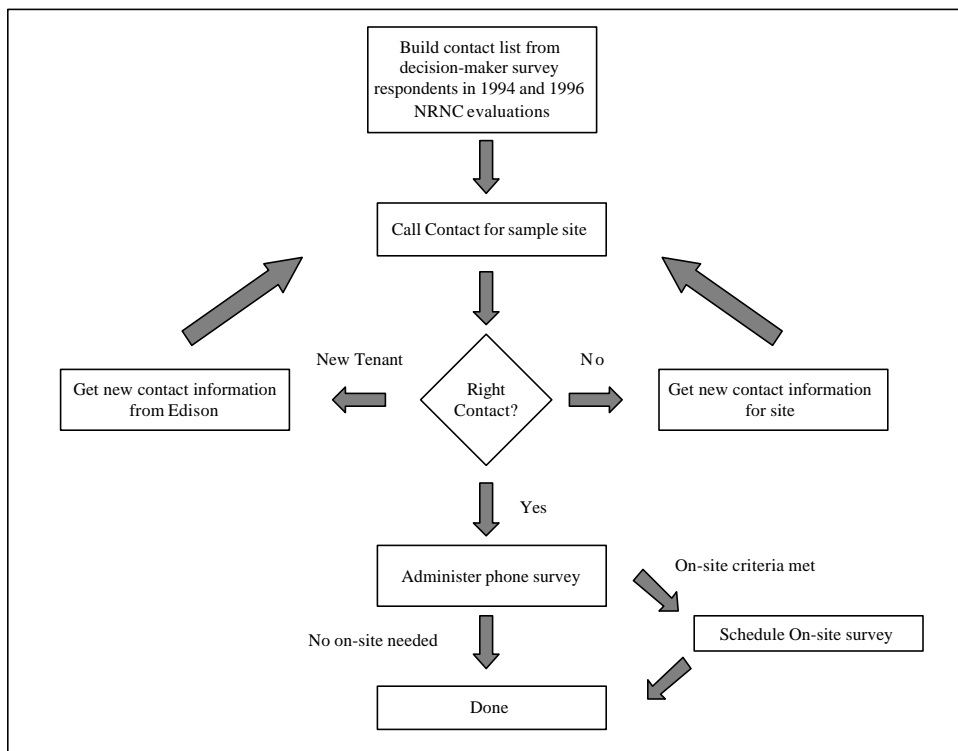 Build contact list from
decision-maker survey
respondents in 1994 and 1996
NRNC evaluations
Call Contact for sample site
New Tenant
No
Get new contact information
from Edison
Right
Contact?
Get new contact information
for site
Yes
Administer phone survey
On-site criteria met
No on-site needed
Schedule On-site survey
Done